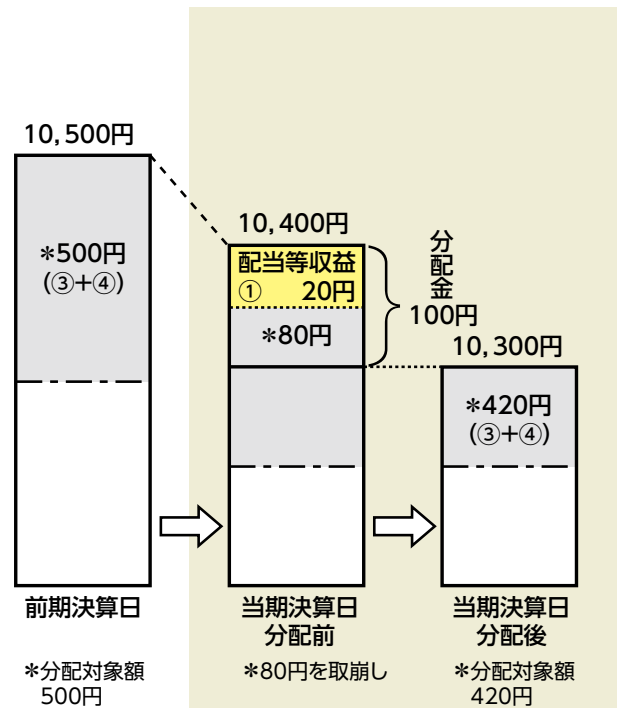 10,500円
*500円
(③+④)
前期決算日
*分配対象額
500円
10,400円
配当等収益
① 20円
*80円
分配金
100円
当期決算日
分配前
*80円を取崩し
10,300円
*420円
(③+④)
当期決算日
分配後
*分配対象額
420円